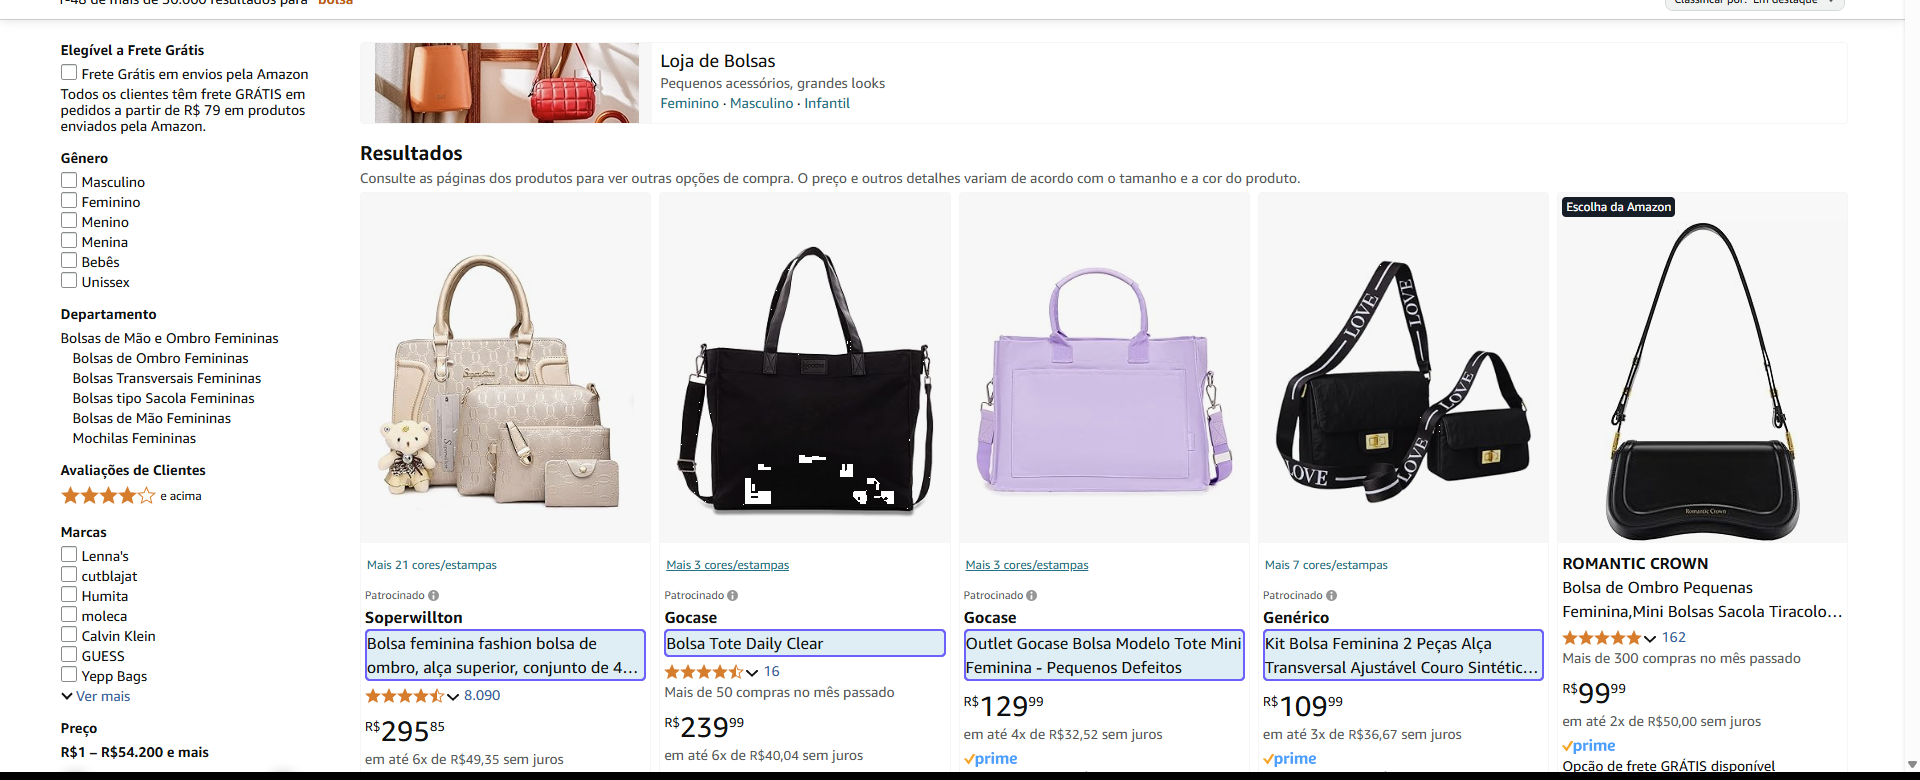 1-48 de mais de 50.000 resultados para "bolsa"
Classificar por: Em destaque
Elegível a Frete Grátis
Frete Grátis em envios pela Amazon
Todos os clientes têm frete GRÁTIS em
pedidos a partir de R$ 79 em produtos
enviados pela Amazon.
Gênero
Masculino
Feminino
Menino
Menina
Bebês
Unissex
Departamento
Bolsas de Mão e Ombro Femininas
Bolsas de Ombro Femininas
Bolsas Transversais Femininas
Bolsas tipo Sacola Femininas
Bolsas de Mão Femininas
Mochilas Femininas
Avaliações de Clientes
e acima
Marcas
Lenna's
cutblajat
Humita
moleca
Calvin Klein
GUESS
Yepp Bags
Ver mais
Preço
R$1 – R$54.200 e mais
Loja de Bolsas
Pequenos acessórios, grandes looks
Feminino · Masculino · Infantil
Resultados
Consulte as páginas dos produtos para ver outras opções de compra. O preço e outros detalhes variam de acordo com o tamanho e a cor do produto.
Mais 21 cores/estampas
Patrocinado
Soperwillton
Bolsa feminina fashion bolsa de
ombro, alça superior, conjunto de 4...
8.090
R$29585
em até 6x de R$49,35 sem juros
Mais 3 cores/estampas
Patrocinado
Gocase
Bolsa Tote Daily Clear
16
Mais de 50 compras no mês passado
R$23999
em até 6x de R$40,04 sem juros
Mais 3 cores/estampas
Patrocinado
Gocase
Outlet Gocase Bolsa Modelo Tote Mini
Feminina - Pequenos Defeitos
R$12999
em até 4x de R$32,52 sem juros
prime
LOVE
LOVE
LOVE
LOVE
LOVE
Mais 7 cores/estampas
Patrocinado
Genérico
Kit Bolsa Feminina 2 Peças Alça
Transversal Ajustável Couro Sintétic...
R$10999
em até 3x de R$36,67 sem juros
prime
Escolha da Amazon
Romantic Crown
ROMANTIC CROWN
Bolsa de Ombro Pequenas
Feminina,Mini Bolsas Sacola Tiracolo...
162
Mais de 300 compras no mês passado
R$9999
em até 2x de R$50,00 sem juros
prime
Opção de frete GRÁTIS disponível